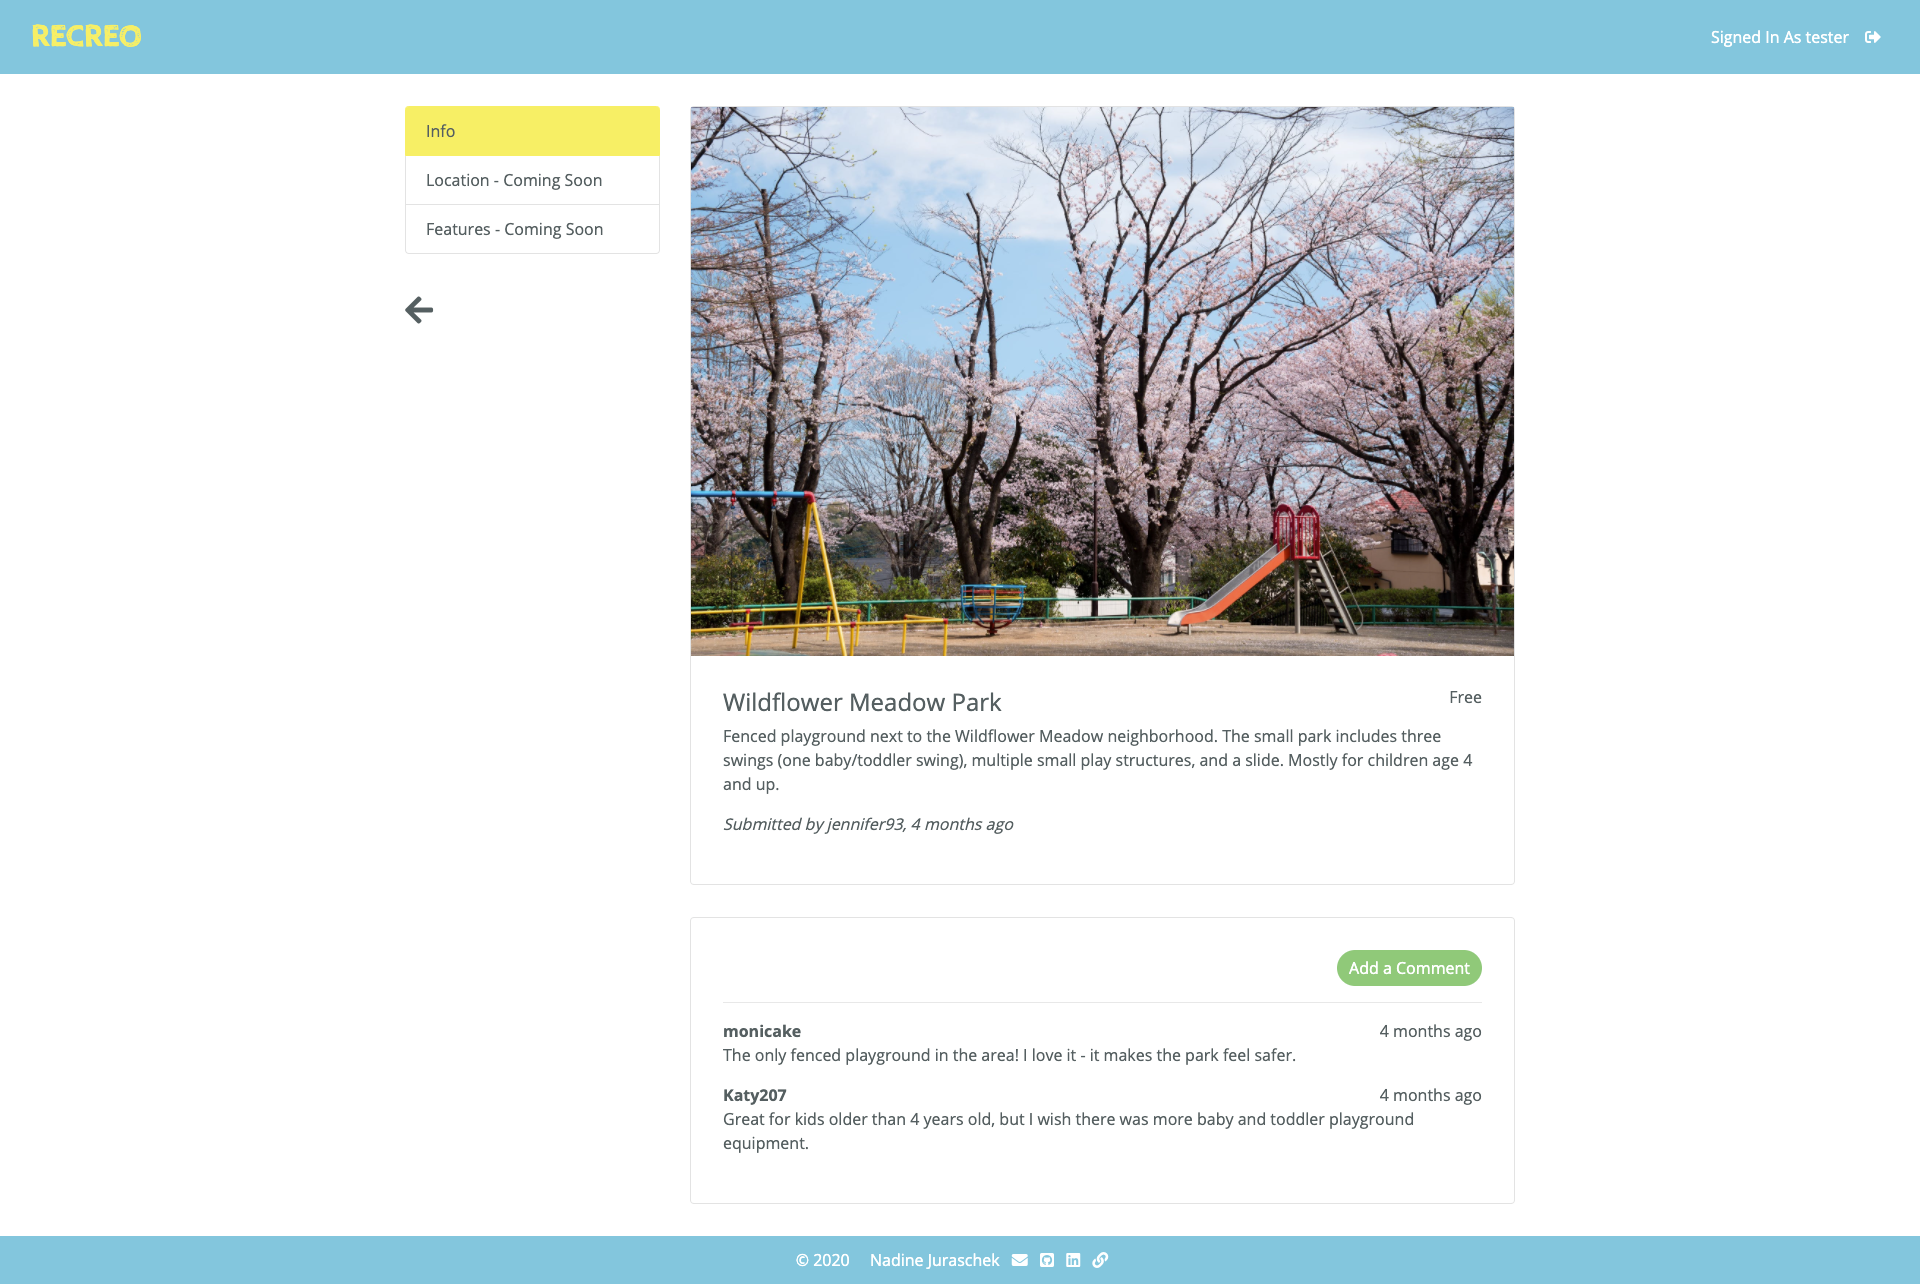 RECREO
Signed In As tester
Info
Location - Coming Soon
Features - Coming Soon
Wildflower Meadow Park
Free
Fenced playground next to the Wildflower Meadow neighborhood. The small park includes three
swings (one baby/toddler swing), multiple small play structures, and a slide. Mostly for children age 4
and up.
Submitted by jennifer93, 4 months ago
Add a Comment
monicake
4 months ago
The only fenced playground in the area! I love it - it makes the park feel safer.
Katy207
4 months ago
Great for kids older than 4 years old, but I wish there was more baby and toddler playground
equipment.
© 2020 Nadine Juraschek